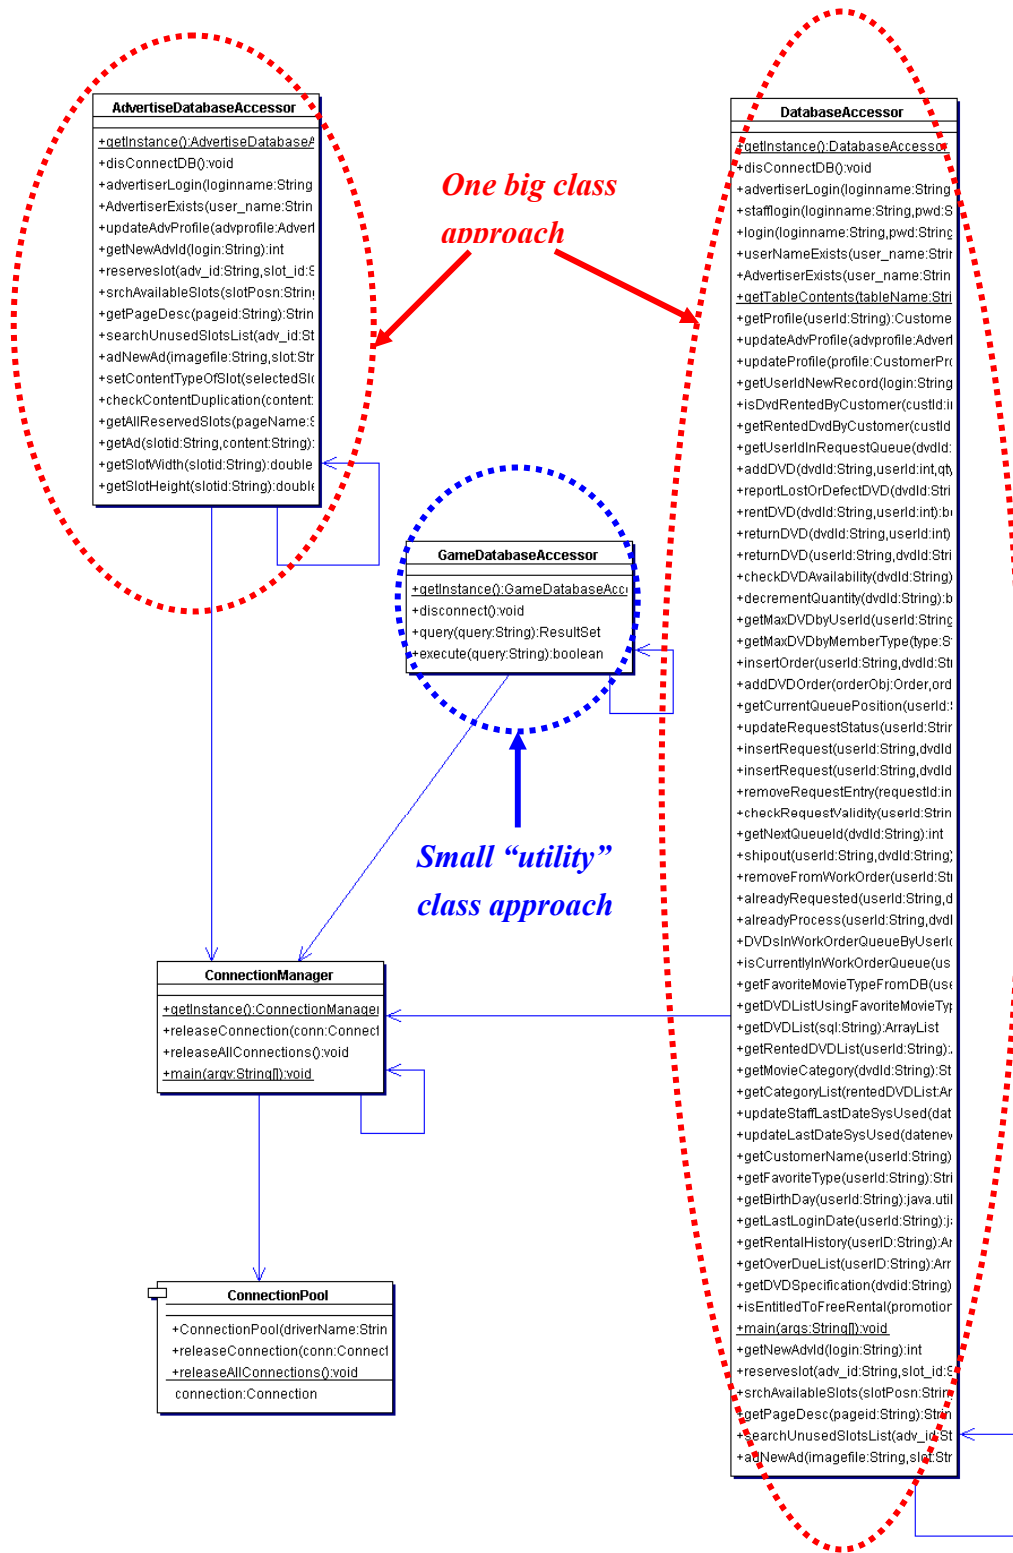 AdvertiseDatabaseAccessor
+getInstance():AdvertiseDatabaseA
+disConnectDB():void
+advertiserLogin(loginname:String
+AdvertiserExists(user_name:Strin
+updateAdvProfile(advprofile:Advert
+getNewAdvId(login:String):int
+reserveslot(adv_id:String,slot_id:S
+srchAvailableSlots(slotPosn:String
+getPageDesc(pageid:String):Strin
+searchUnusedSlotsList(adv_id:St
+adNewAd(imagefile:String,slot:Str
+setContentTypeOfSlot(selectedSlo
+checkContentDuplication(content:
+getAllReservedSlots(pageName:S
+getAd(slotid:String,content:String):
+getSlotWidth(slotid:String):double
+getSlotHeight(slotid:String):double
One big class
approach
GameDatabaseAccessor
+getInstance():GameDatabaseAcce
+disconnect():void
+query(query:String):ResultSet
+execute(query:String):boolean
Small “utility”
class approach
ConnectionManager
+getInstance():ConnectionManager
+releaseConnection(conn:Connect
+releaseAllConnections():void
+main(argv:String[]):void
ConnectionPool
+ConnectionPool(driverName:Strin
+releaseConnection(conn:Connect
+releaseAllConnections():void
connection:Connection
DatabaseAccessor
+getInstance():DatabaseAccessor
+disConnectDB():void
+advertiserLogin(loginname:String
+stafflogin(loginname:String,pwd:S
+login(loginname:String,pwd:String
+userNameExists(user_name:Strin
+AdvertiserExists(user_name:Strin
+getTableContents(tableName:Stri
+getProfile(userId:String):Custome
+updateAdvProfile(advprofile:Advert
+updateProfile(profile:CustomerPro
+getUserIdNewRecord(login:String
+isDvdRentedByCustomer(custId:in
+getRentedDvdByCustomer(custId
+getUserIdInRequestQueue(dvdId:
+addDVD(dvdId:String,userId:int,qty
+reportLostOrDefectDVD(dvdId:Stri
+rentDVD(dvdId:String,userId:int):b
+returnDVD(dvdId:String,userId:int)
+returnDVD(userId:String,dvdId:Stri
+checkDVDAvailability(dvdId:String)
+decrementQuantity(dvdId:String):b
+getMaxDVDbyUserId(userId:String
+getMaxDVDbyMemberType(type:S
+insertOrder(userId:String,dvdId:Str
+addDVDOrder(orderObj:Order,ord
+getCurrentQueuePosition(userId:
+updateRequestStatus(userId:Strin
+insertRequest(userId:String,dvdId
+insertRequest(userId:String,dvdId
+removeRequestEntry(requestId:in
+checkRequestValidity(userId:Strin
+getNextQueueId(dvdId:String):int
+shipout(userId:String,dvdId:String)
+removeFromWorkOrder(userId:Str
+alreadyRequested(userId:String,d
+alreadyProcess(userId:String,dvdI
+DVDsInWorkOrderQueueByUserId
+isCurrentlyInWorkOrderQueue(us
+getFavoriteMovieTypeFromDB(use
+getDVDListUsingFavoriteMovieTyp
+getDVDList(sql:String):ArrayList
+getRentedDVDList(userId:String):
+getMovieCategory(dvdId:String):St
+getCategoryList(rentedDVDList:Ar
+updateStaffLastDateSysUsed(dat
+updateLastDateSysUsed(datenev
+getCustomerName(userId:String)
+getFavoriteType(userId:String):Stri
+getBirthDay(userId:String):java.util
+getLastLoginDate(userId:String):j
+getRentalHistory(userID:String):Ar
+getOverDueList(userID:String):Arr
+getDVDSpecification(dvdid:String)
+isEntitledToFreeRental(promotion
+main(args:String[]):void
+getNewAdvId(login:String):int
+reserveslot(adv_id:String,slot_id:S
+srchAvailableSlots(slotPosn:String
+getPageDesc(pageid:String):Strin
+searchUnusedSlotsList(adv_id:St
+adNewAd(imagefile:String,slot:Str